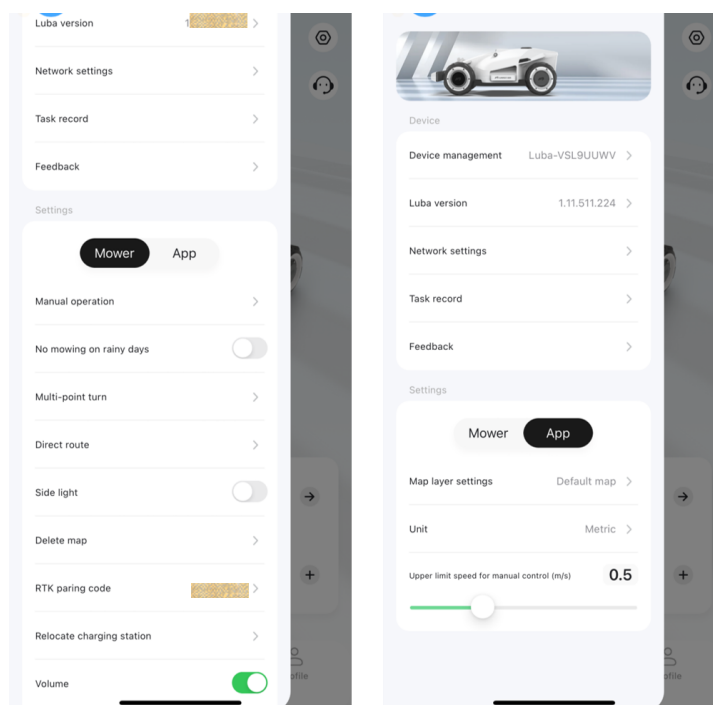 Luba version 1
Network settings
Task record
Feedback
Settings
Mower App
Manual operation
No mowing on rainy days
Multi-point turn
Direct route
Side light
Delete map
RTK paring code
Relocate charging station
Volume
ofile
Device
Device management Luba-VSL9UUWV
Luba version 1.11.511.224
Network settings
Task record
Feedback
Settings
Mower App
Map layer settings Default map
Unit Metric
Upper limit speed for manual control (m/s) 0.5
ofile